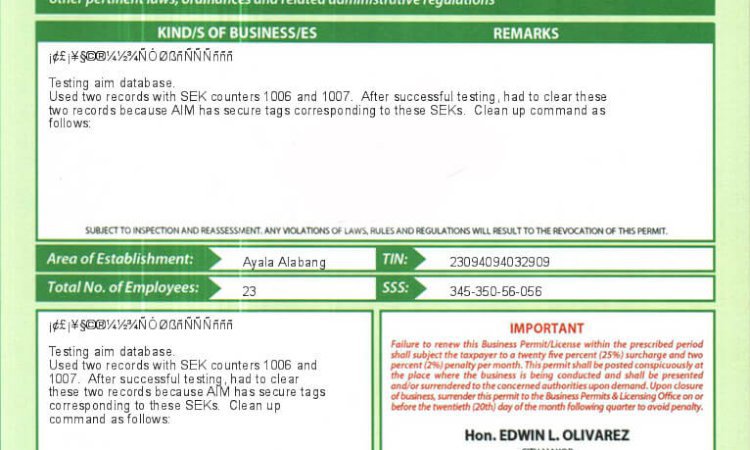 other pertinent laws, ordinances and related administrative regulations
KIND/S OF BUSINESS/ES
REMARKS
¡¢£¡¥§©®¼½¾ÑÓØßñÑÑÑñññ
Testing aim database.
Used two records with SEK counters 1006 and 1007. After successful testing, had to clear these
two records because AIM has secure tags corresponding to these SEKs. Clean up command as
follows:
SUBJECT TO INSPECTION AND REASSESSMENT. ANY VIOLATIONS OF LAWS, RULES AND REGULATIONS WILL RESULT TO THE REVOCATION OF THIS PERMIT.
Area of Establishment:
Ayala Alabang
TIN:
23094094032909
Total No. of Employees:
23
SSS:
345-350-56-056
¡¢£¡¥§©®¼½¾ÑÓØßñÑÑÑñññ
Testing aim database.
Used two records with SEK counters 1006 and
1007. After successful testing, had to clear
these two records because AIM has secure tags
corresponding to these SEKs. Clean up
command as follows:
IMPORTANT
Failure to renew this Business Permit/License within the prescribed period
shall subject the taxpayer to a twenty five percent (25%) surcharge and two
percent (2%) penalty per month. This permit shall be posted conspicuously at
the place where the business is being conducted and shall be presented
and/or surrendered to the concerned authorities upon demand. Upon closure
of business, surrender this permit to the Business Permits & Licensing Office on or
before the twentieth (20th) day of the month following quarter to avoid penalty.
Hon. EDWIN L. OLIVAREZ
CITY MAYOR